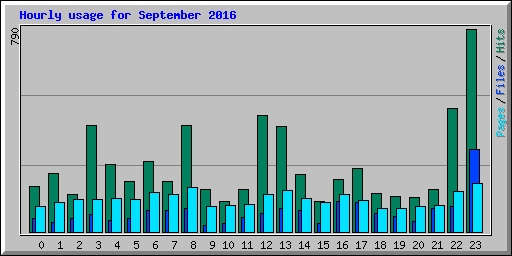 Hourly usage for September 2016
790
Pages / Files / Hits
0 1 2 3 4 5 6 7 8 9 10 11 12 13 14 15 16 17 18 19 20 21 22 23